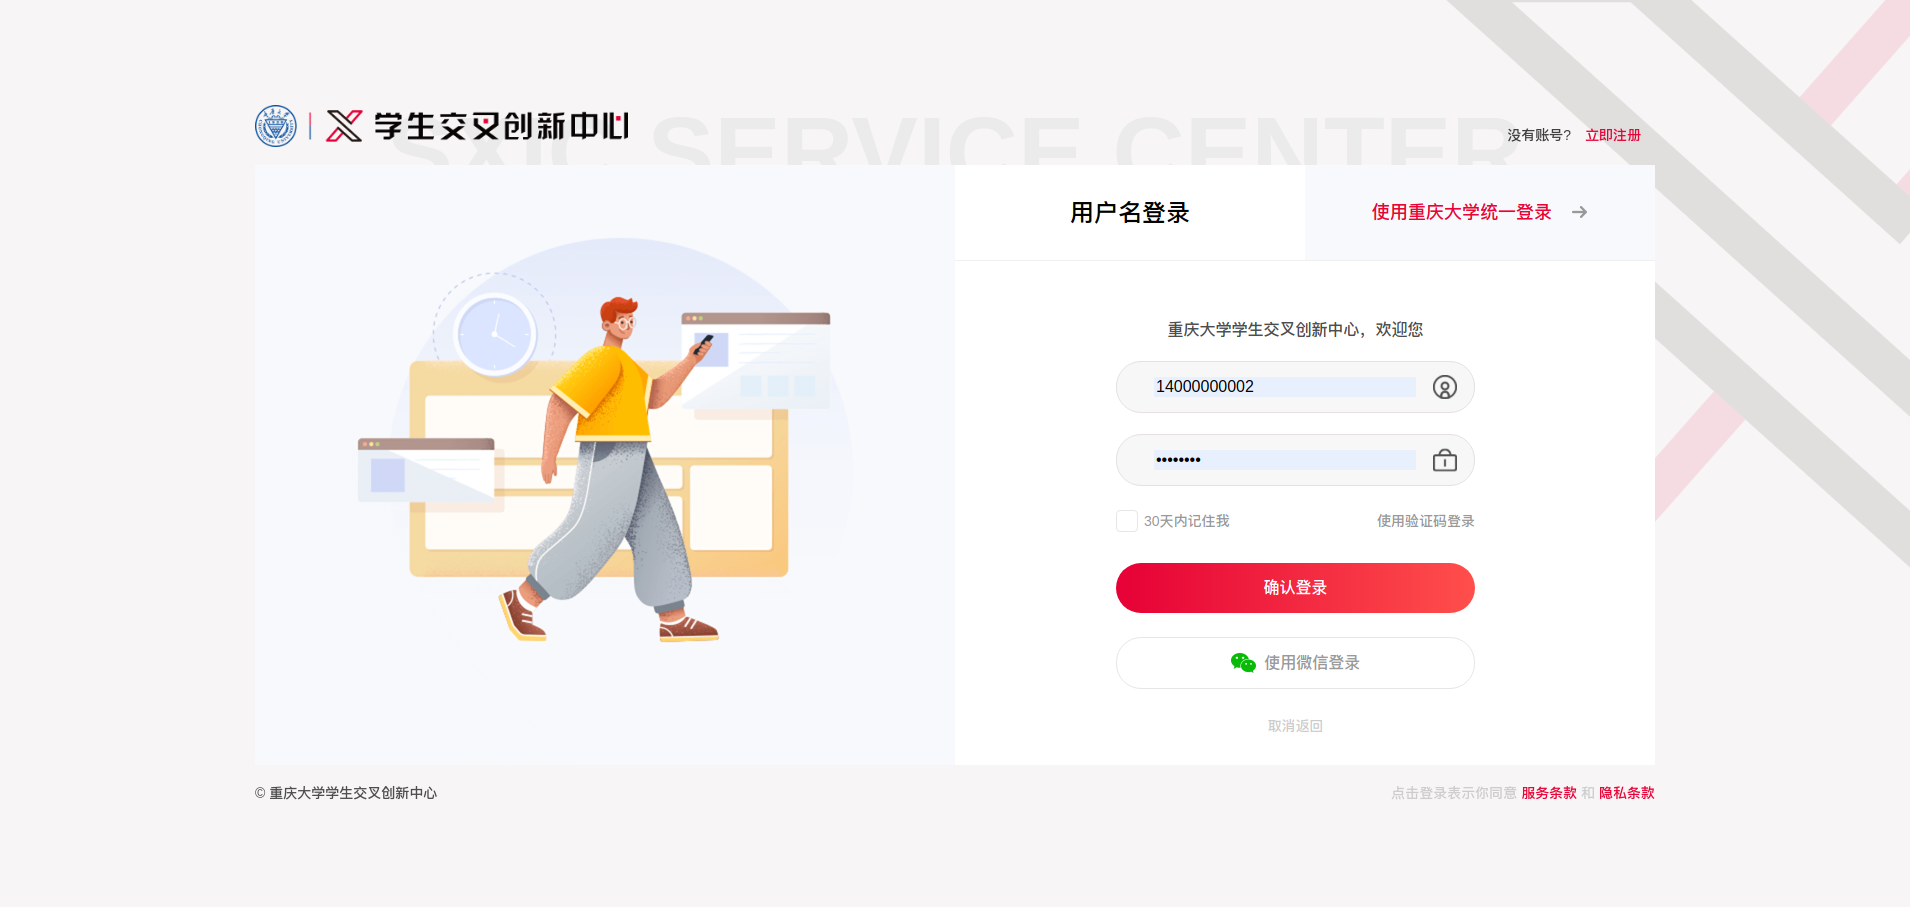 学生交叉创新中心
SXIC SERVICE CENTER
没有账号? 立即注册
用户名登录
使用重庆大学统一登录
重庆大学学生交叉创新中心，欢迎您
14000000002
••••••••
30天内记住我
使用验证码登录
确认登录
使用微信登录
取消返回
© 重庆大学学生交叉创新中心
点击登录表示你同意 服务条款 和 隐私条款